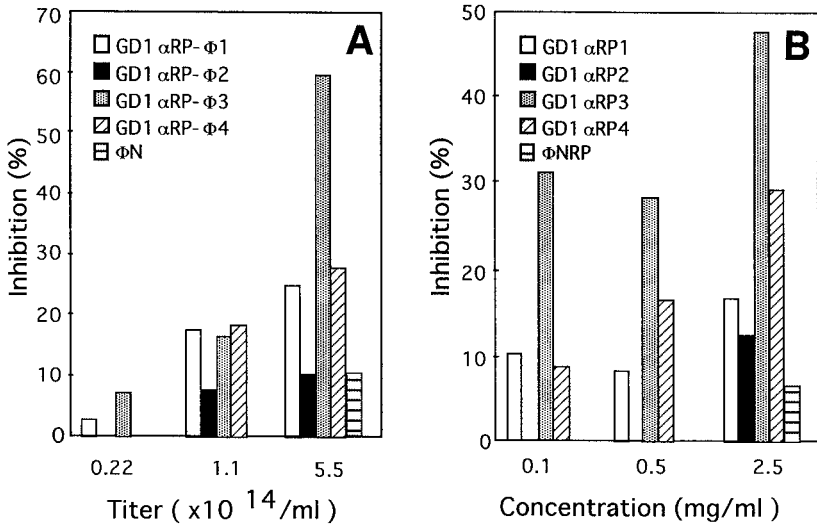 A
70
60
50
40
30
20
10
0
Inhibition (%)
GD1 αRP-Φ1
GD1 αRP-Φ2
GD1 αRP-Φ3
GD1 αRP-Φ4
ΦN
0.22 1.1 5.5
Titer ( x10 14/ml )
B
50
40
30
20
10
0
Inhibition (%)
GD1 αRP1
GD1 αRP2
GD1 αRP3
GD1 αRP4
ΦNRP
0.1 0.5 2.5
Concentration (mg/ml )